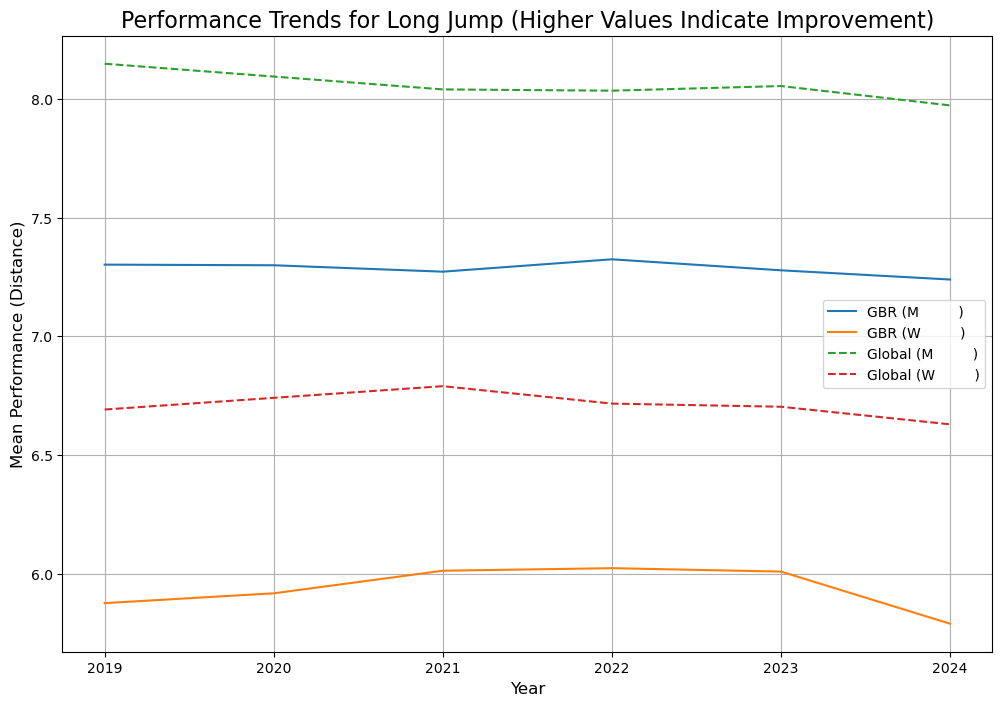 Performance Trends for Long Jump (Higher Values Indicate Improvement)
Mean Performance (Distance)
8.0
7.5
7.0
6.5
6.0
GBR (M )
GBR (W )
Global (M )
Global (W )
2019 2020 2021 2022 2023 2024
Year